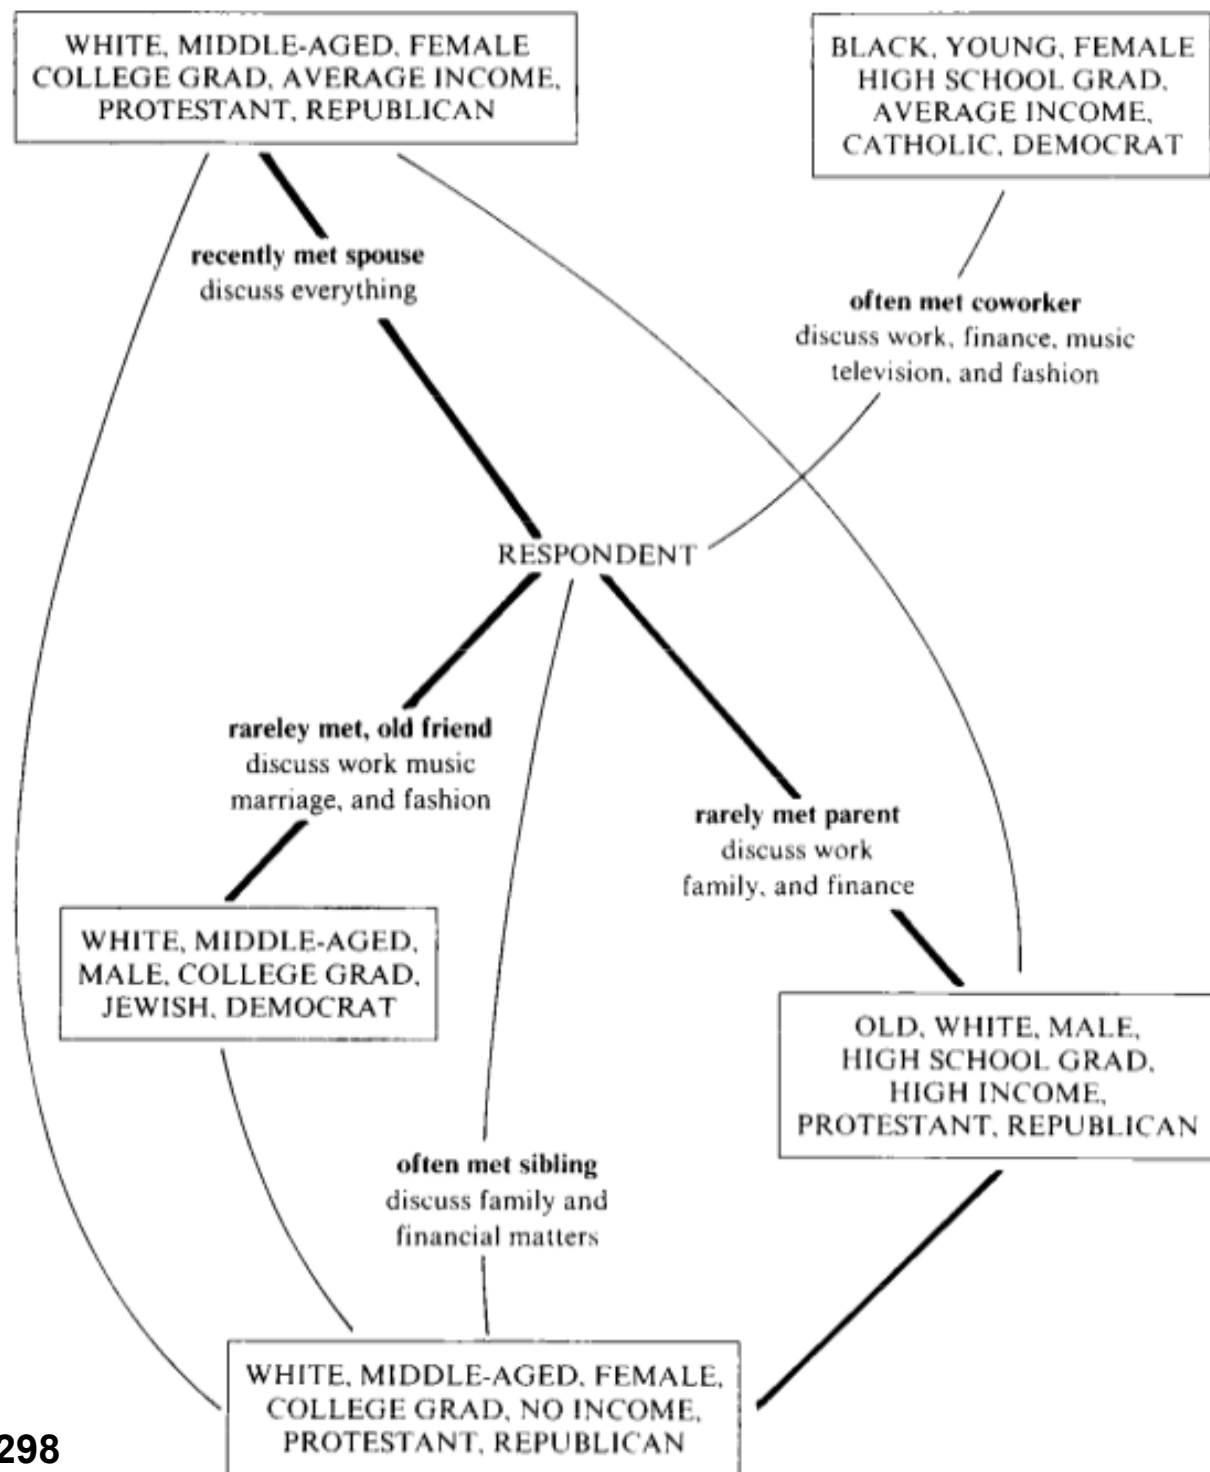 WHITE, MIDDLE-AGED, FEMALE
COLLEGE GRAD, AVERAGE INCOME,
PROTESTANT, REPUBLICAN
BLACK, YOUNG, FEMALE
HIGH SCHOOL GRAD,
AVERAGE INCOME,
CATHOLIC, DEMOCRAT
recently met spouse
discuss everything
often met coworker
discuss work, finance, music
television, and fashion
RESPONDENT
rareley met, old friend
discuss work music
marriage, and fashion
rarely met parent
discuss work
family, and finance
WHITE, MIDDLE-AGED,
MALE, COLLEGE GRAD,
JEWISH, DEMOCRAT
OLD, WHITE, MALE,
HIGH SCHOOL GRAD,
HIGH INCOME,
PROTESTANT, REPUBLICAN
often met sibling
discuss family and
financial matters
WHITE, MIDDLE-AGED, FEMALE,
COLLEGE GRAD, NO INCOME,
PROTESTANT, REPUBLICAN
298